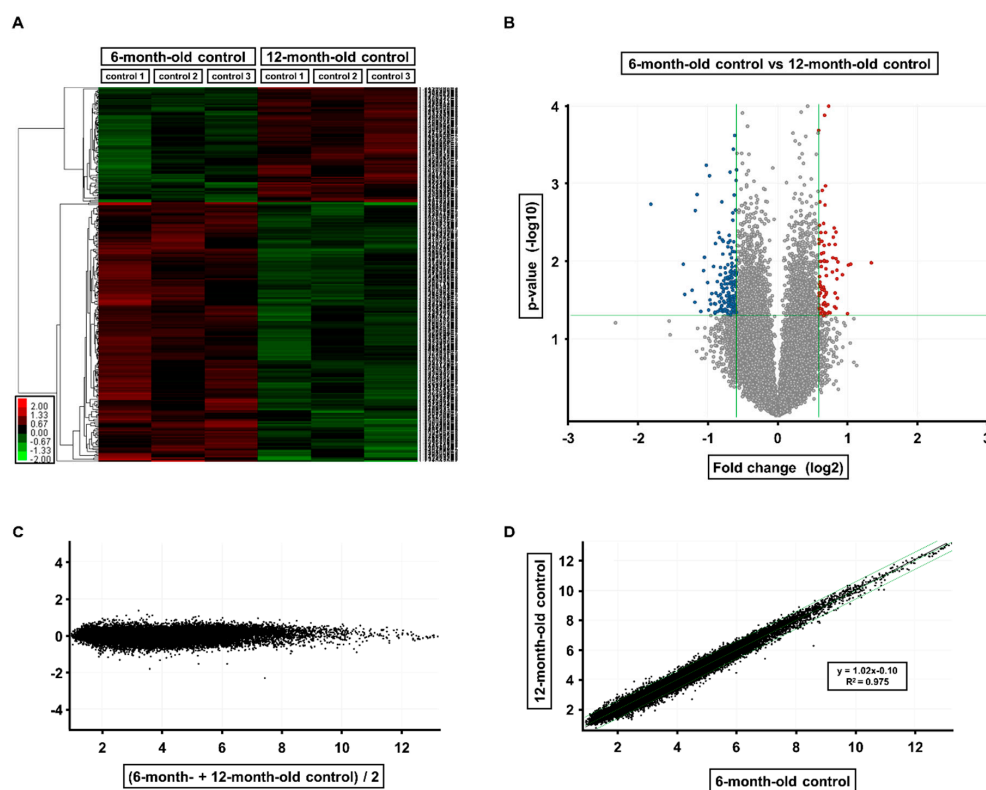 A
6-month-old control 12-month-old control
control 1 control 2 control 3 control 1 control 2 control 3
2.00
1.33
0.67
0.00
-0.67
-1.33
-2.00
B
6-month-old control vs 12-month-old control
p-value (-log10)
4
3
2
1
-3 -2 -1 0 1 2 3
Fold change (log2)
C
4
2
0
-2
-4
2 4 6 8 10 12
(6-month- + 12-month-old control) / 2
D
12-month-old control
12
10
8
6
4
2
y = 1.02x-0.10
R² = 0.975
2 4 6 8 10 12
6-month-old control